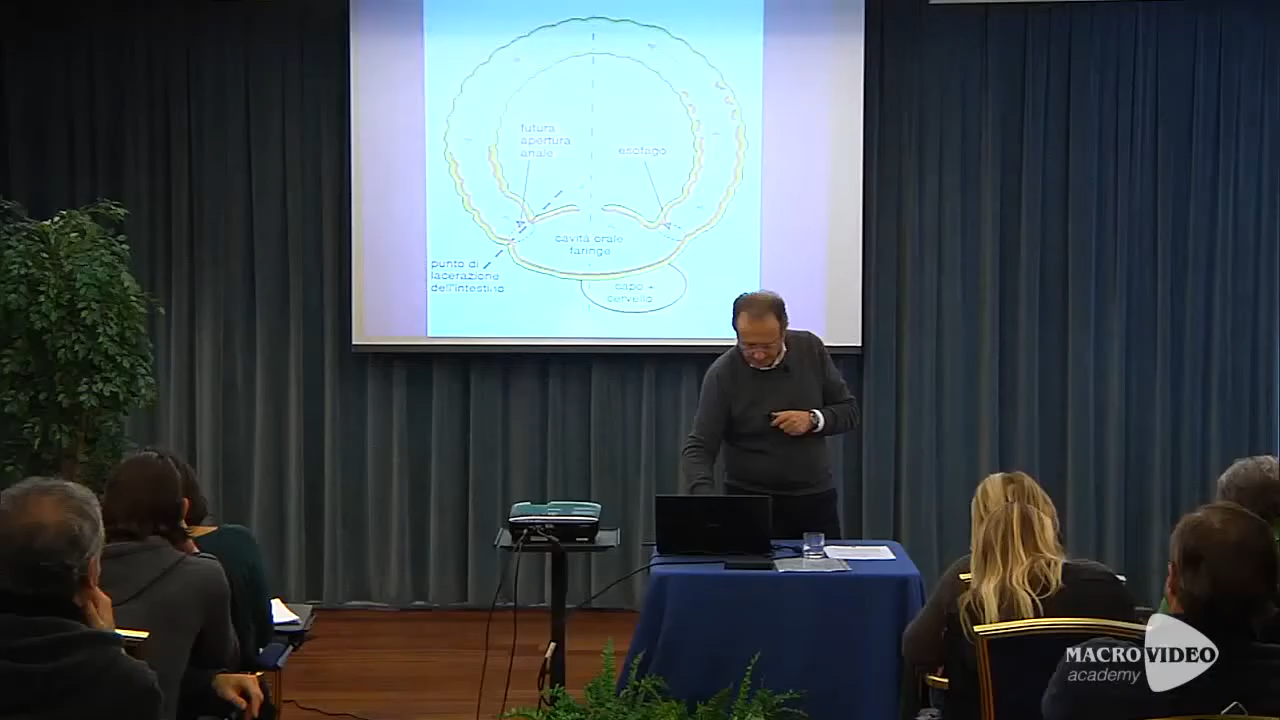 futura
apertura
anale
esofago
cavità orale
faringe
punto di
lacerazione
dell'intestino
capo +
cervello
MACRO VIDEO
academy